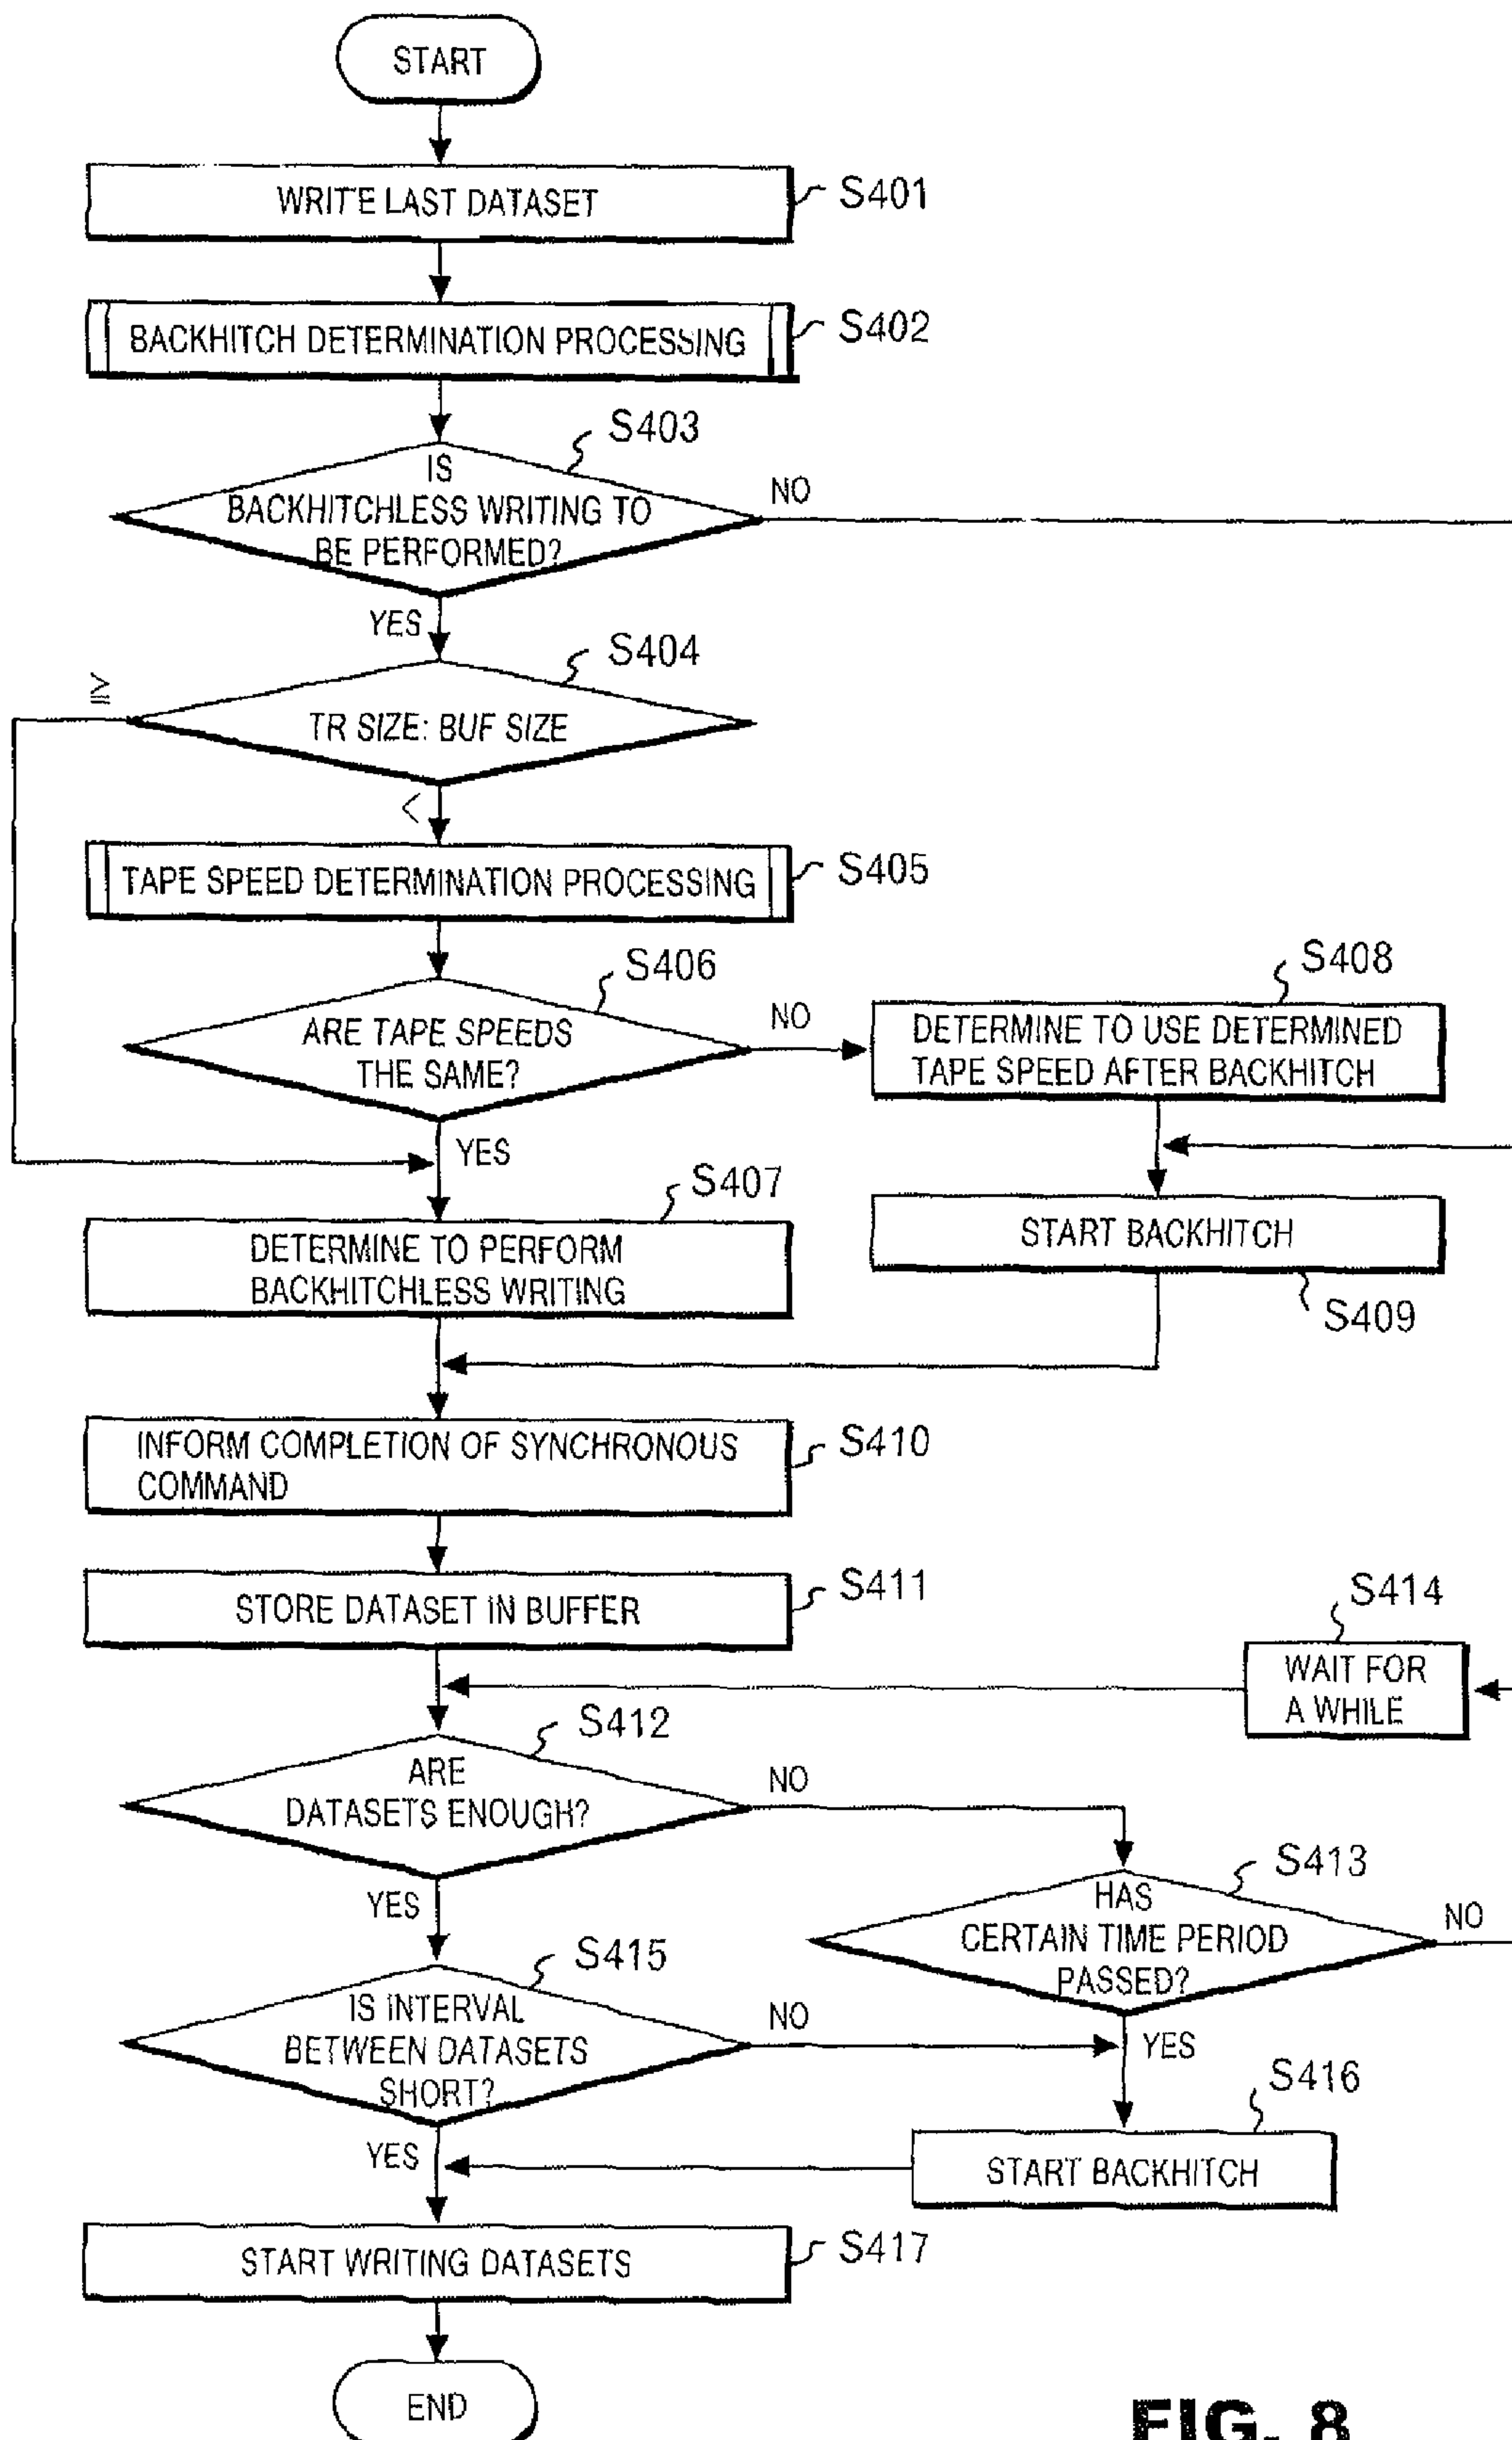 START
WRITE LAST DATASET
S401
BACKHITCH DETERMINATION PROCESSING
S402
S403
IS
BACKHITCHLESS WRITING TO
BE PERFORMED?
NO
YES
S404
≧
TR SIZE: BUF SIZE
<
TAPE SPEED DETERMINATION PROCESSING
S405
S406
ARE TAPE SPEEDS
THE SAME?
NO
YES
S408
DETERMINE TO USE DETERMINED
TAPE SPEED AFTER BACKHITCH
S407
DETERMINE TO PERFORM
BACKHITCHLESS WRITING
START BACKHITCH
S409
INFORM COMPLETION OF SYNCHRONOUS
COMMAND
S410
STORE DATASET IN BUFFER
S411
S414
WAIT FOR
A WHILE
S412
ARE
DATASETS ENOUGH?
NO
YES
S413
HAS
CERTAIN TIME PERIOD
PASSED?
NO
YES
S415
IS INTERVAL
BETWEEN DATASETS
SHORT?
NO
YES
S416
START BACKHITCH
START WRITING DATASETS
S417
END
FIG. 8